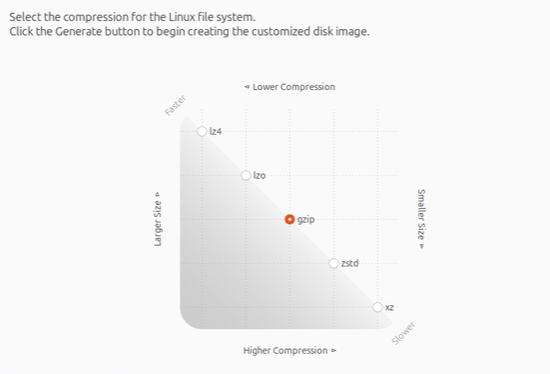 Select the compression for the Linux file system.
Click the Generate button to begin creating the customized disk image.
◄ Lower Compression
Faster
lz4
lzo
Larger Size ►
gzip
Smaller Size ►
zstd
xz
Slower
Higher Compression ►